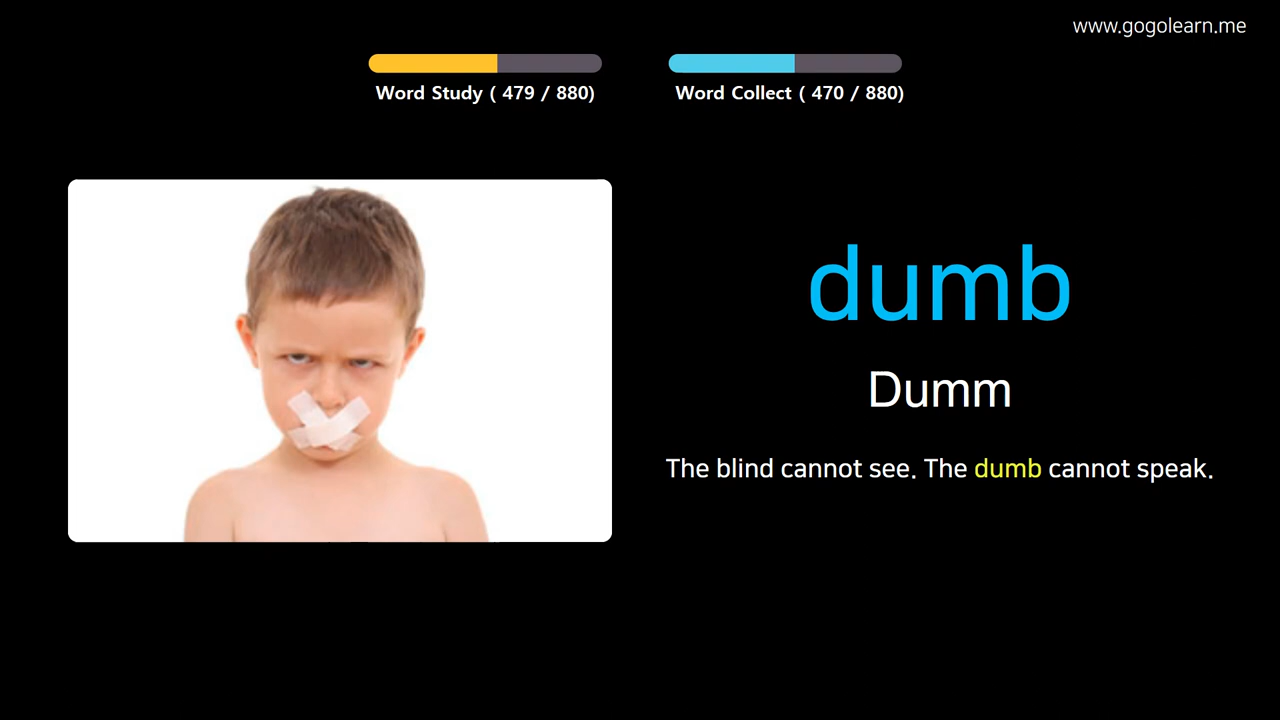 www.gogolearn.me
Word Study ( 479 / 880)
Word Collect ( 470 / 880)
dumb
Dumm
The blind cannot see. The dumb cannot speak.